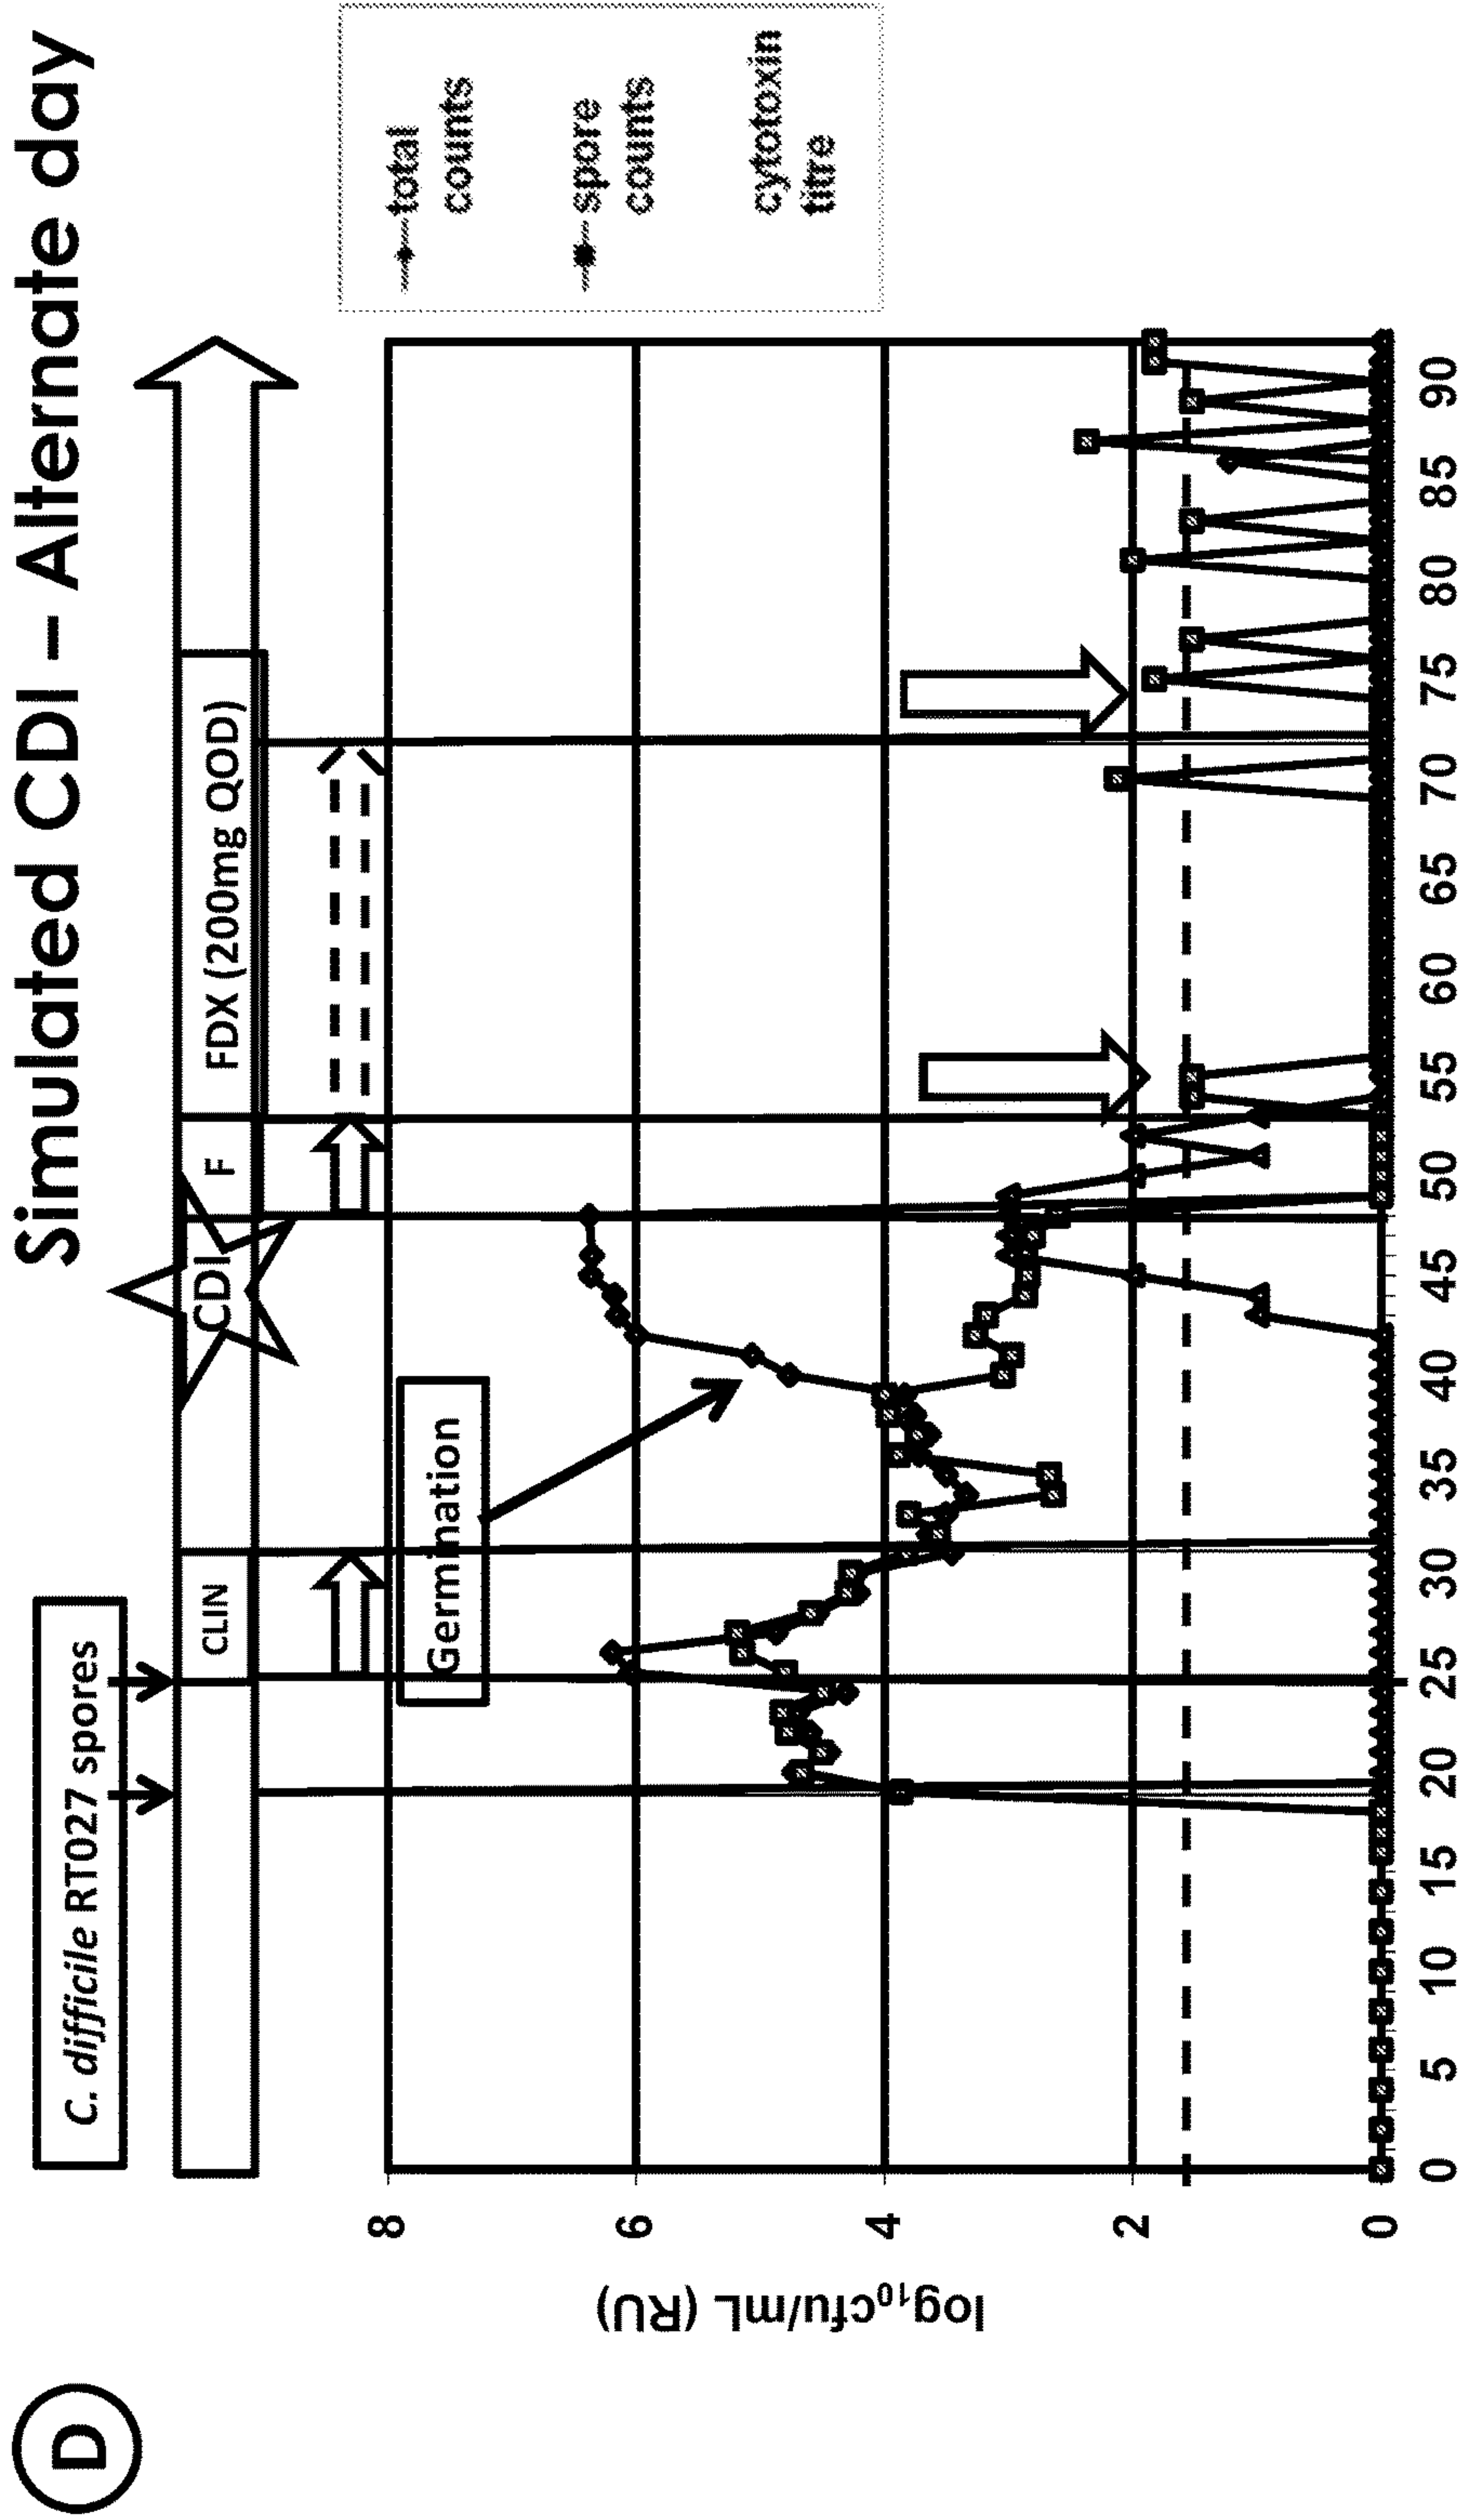 D
Simulated CDI – Alternate day
C. difficile RT027 spores
CLIN
CDI
F
FDX (200mg QOD)
Germination
total
counts
spore
counts
cytotoxin
titre
log10cfu/mL (RU)
8
6
4
2
0
0 5 10 15 20 25 30 35 40 45 50 55 60 65 70 75 80 85 90